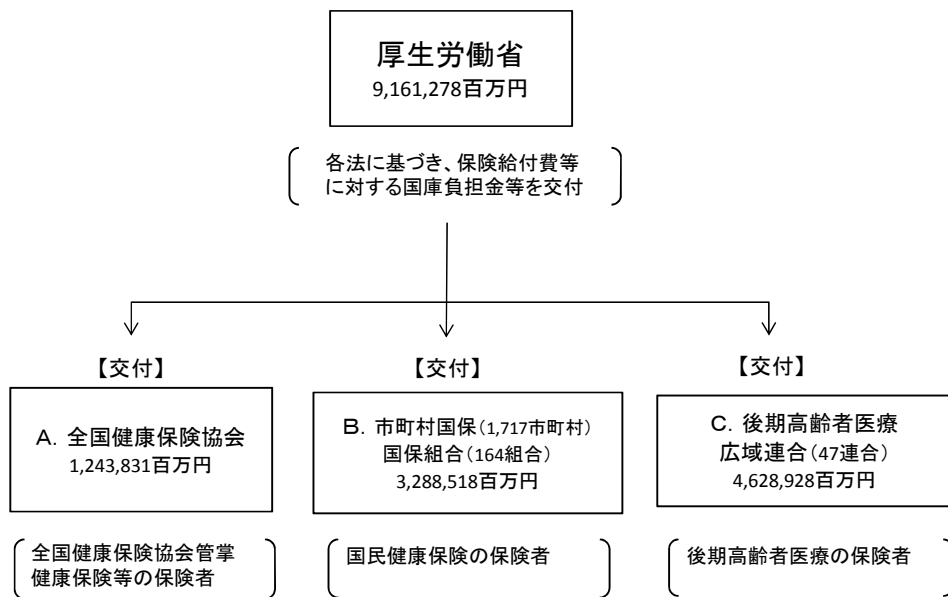 厚生労働省
9,161,278百万円
各法に基づき、保険給付費等
に対する国庫負担金等を交付
【交付】
【交付】
【交付】
A. 全国健康保険協会
1,243,831百万円
B. 市町村国保(1,717市町村)
国保組合(164組合)
3,288,518百万円
C. 後期高齢者医療
広域連合(47連合)
4,628,928百万円
全国健康保険協会管掌
健康保険等の保険者
国民健康保険の保険者
後期高齢者医療の保険者